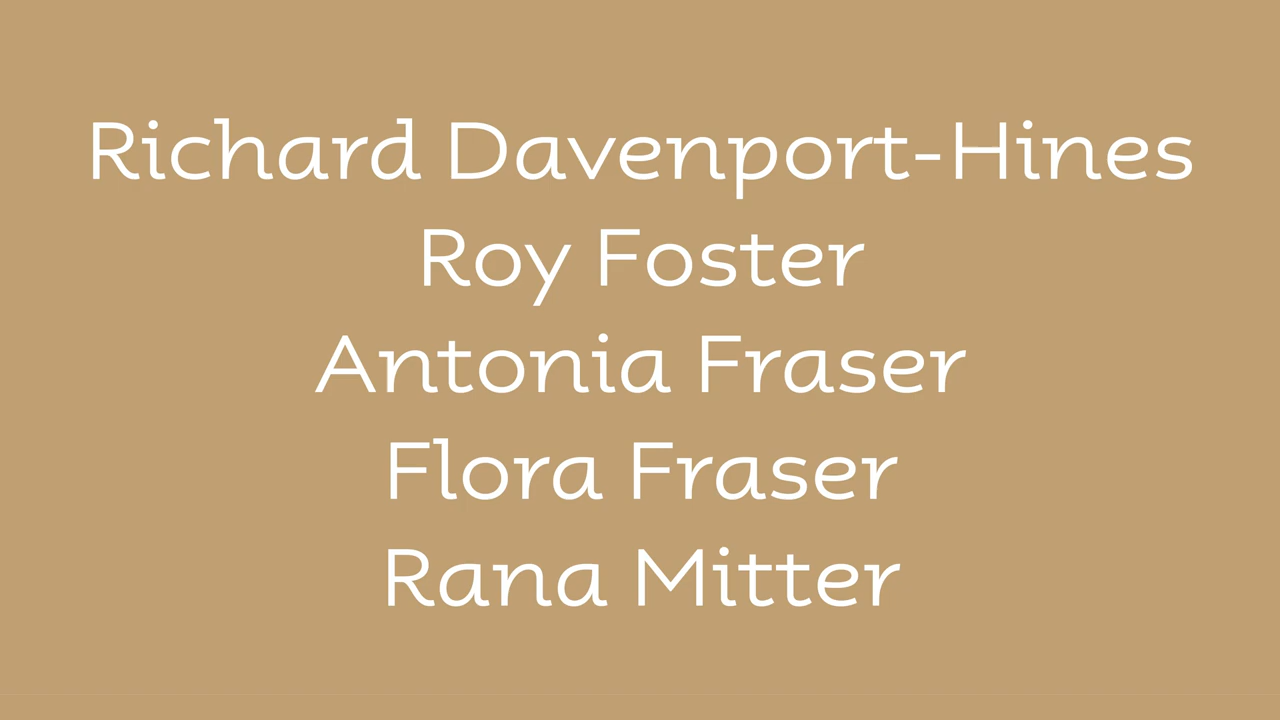 Richard Davenport-Hines
Roy Foster
Antonia Fraser
Flora Fraser
Rana Mitter